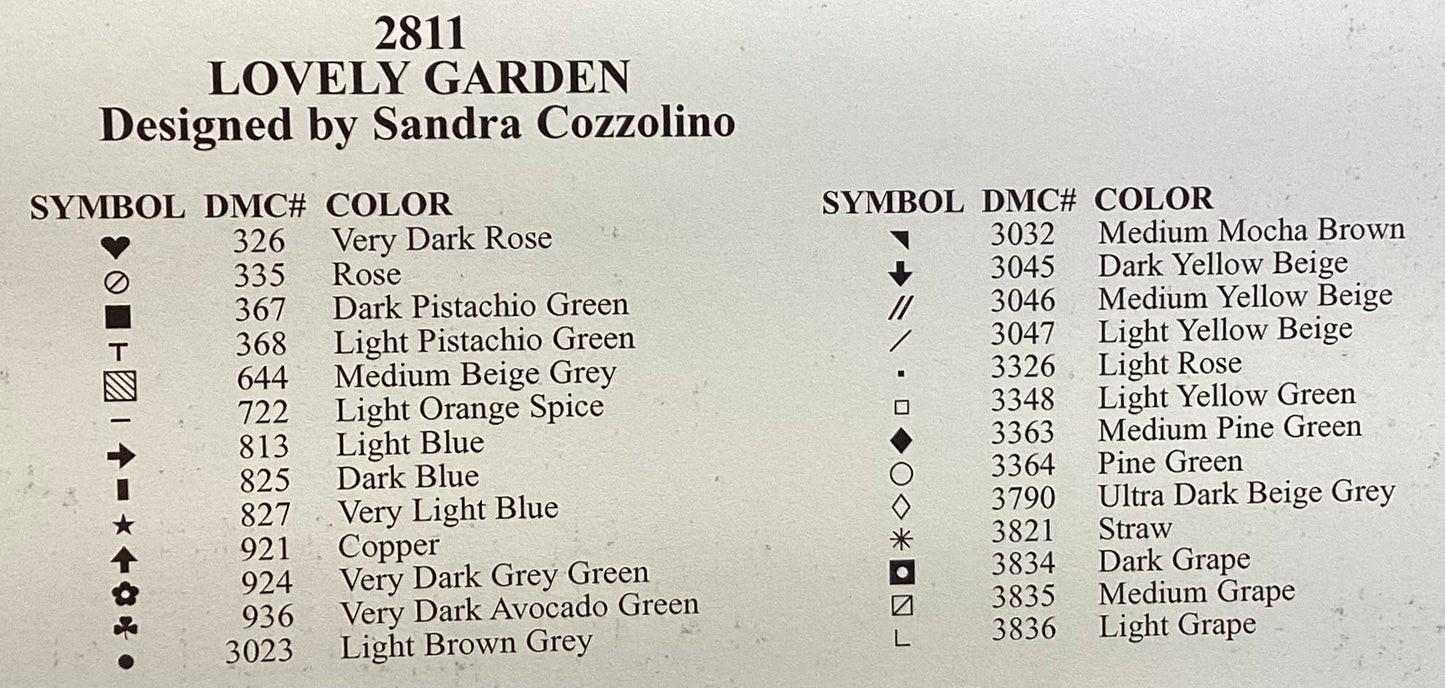 2811
LOVELY GARDEN
Designed by Sandra Cozzolino
SYMBOL DMC# COLOR
♥ 326 Very Dark Rose
⊘ 335 Rose
■ 367 Dark Pistachio Green
T 368 Light Pistachio Green
▧ 644 Medium Beige Grey
— 722 Light Orange Spice
➔ 813 Light Blue
▮ 825 Dark Blue
★ 827 Very Light Blue
⬆ 921 Copper
✿ 924 Very Dark Grey Green
♣ 936 Very Dark Avocado Green
● 3023 Light Brown Grey
SYMBOL DMC# COLOR
◥ 3032 Medium Mocha Brown
⬇ 3045 Dark Yellow Beige
// 3046 Medium Yellow Beige
/ 3047 Light Yellow Beige
▪ 3326 Light Rose
□ 3348 Light Yellow Green
◆ 3363 Medium Pine Green
○ 3364 Pine Green
◇ 3790 Ultra Dark Beige Grey
✳ 3821 Straw
◘ 3834 Dark Grape
⧄ 3835 Medium Grape
∟ 3836 Light Grape